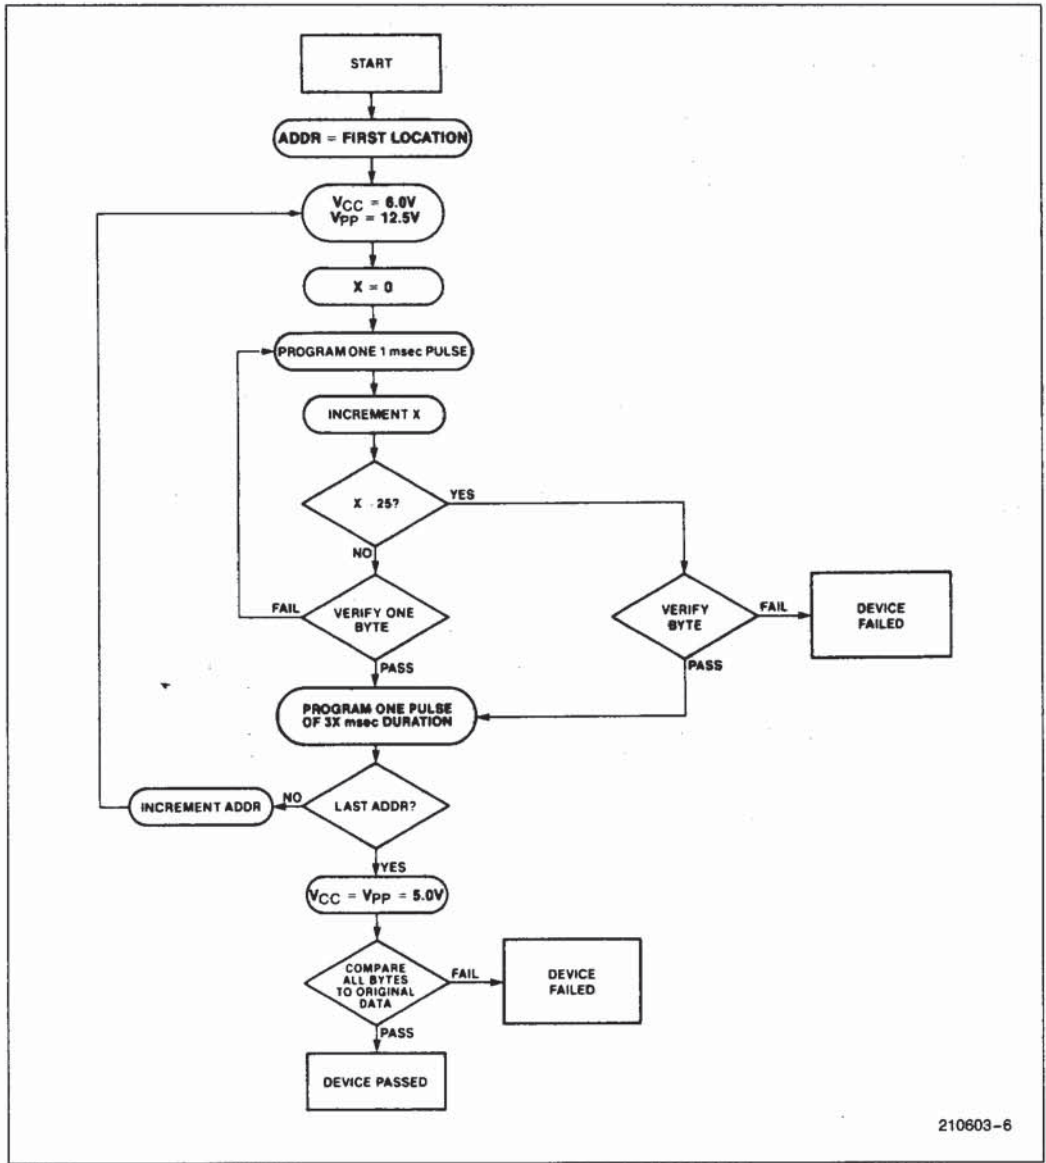 START
ADDR = FIRST LOCATION
VCC = 6.0V
VPP = 12.5V
X = 0
PROGRAM ONE 1 msec PULSE
INCREMENT X
X 25?
YES
NO
VERIFY ONE
BYTE
FAIL
PASS
VERIFY
BYTE
FAIL
DEVICE
FAILED
PASS
PROGRAM ONE PULSE
OF 3X msec DURATION
LAST ADDR?
NO
INCREMENT ADDR
YES
VCC = VPP = 5.0V
COMPARE
ALL BYTES
TO ORIGINAL
DATA
FAIL
DEVICE
FAILED
PASS
DEVICE PASSED
210603-6